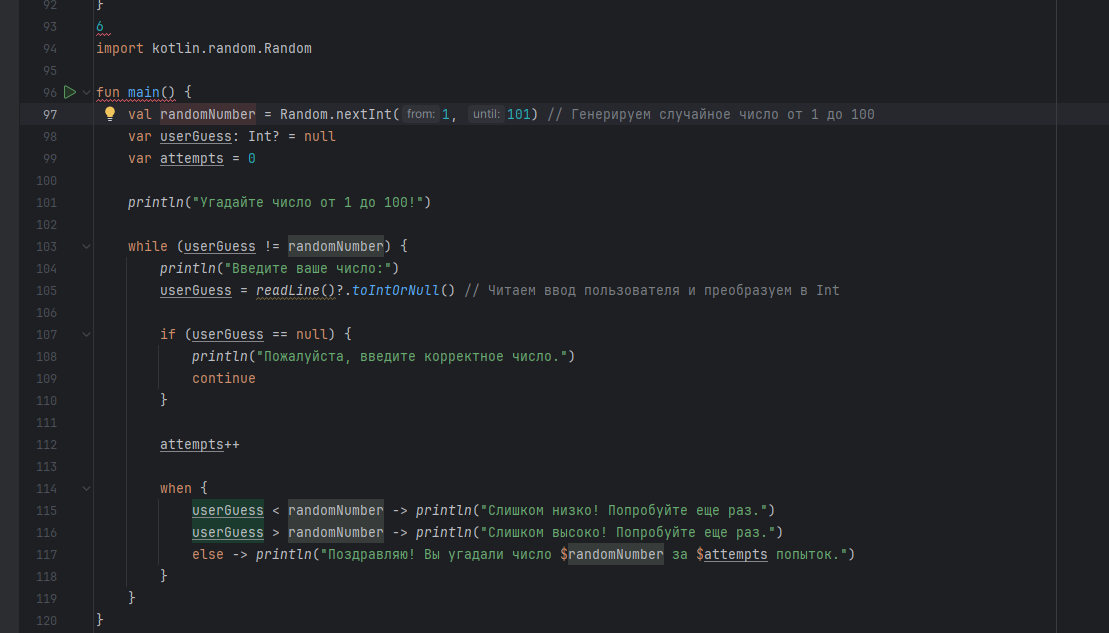 92 }
93 6
94 import kotlin.random.Random
95
96 fun main() {
97 val randomNumber = Random.nextInt( from: 1, until: 101) // Генерируем случайное число от 1 до 100
98 var userGuess: Int? = null
99 var attempts = 0
100
101 println("Угадайте число от 1 до 100!")
102
103 while (userGuess != randomNumber) {
104 println("Введите ваше число:")
105 userGuess = readLine()?.toIntOrNull() // Читаем ввод пользователя и преобразуем в Int
106
107 if (userGuess == null) {
108 println("Пожалуйста, введите корректное число.")
109 continue
110 }
111
112 attempts++
113
114 when {
115 userGuess < randomNumber -> println("Слишком низко! Попробуйте еще раз.")
116 userGuess > randomNumber -> println("Слишком высоко! Попробуйте еще раз.")
117 else -> println("Поздравляю! Вы угадали число $randomNumber за $attempts попыток.")
118 }
119 }
120 }